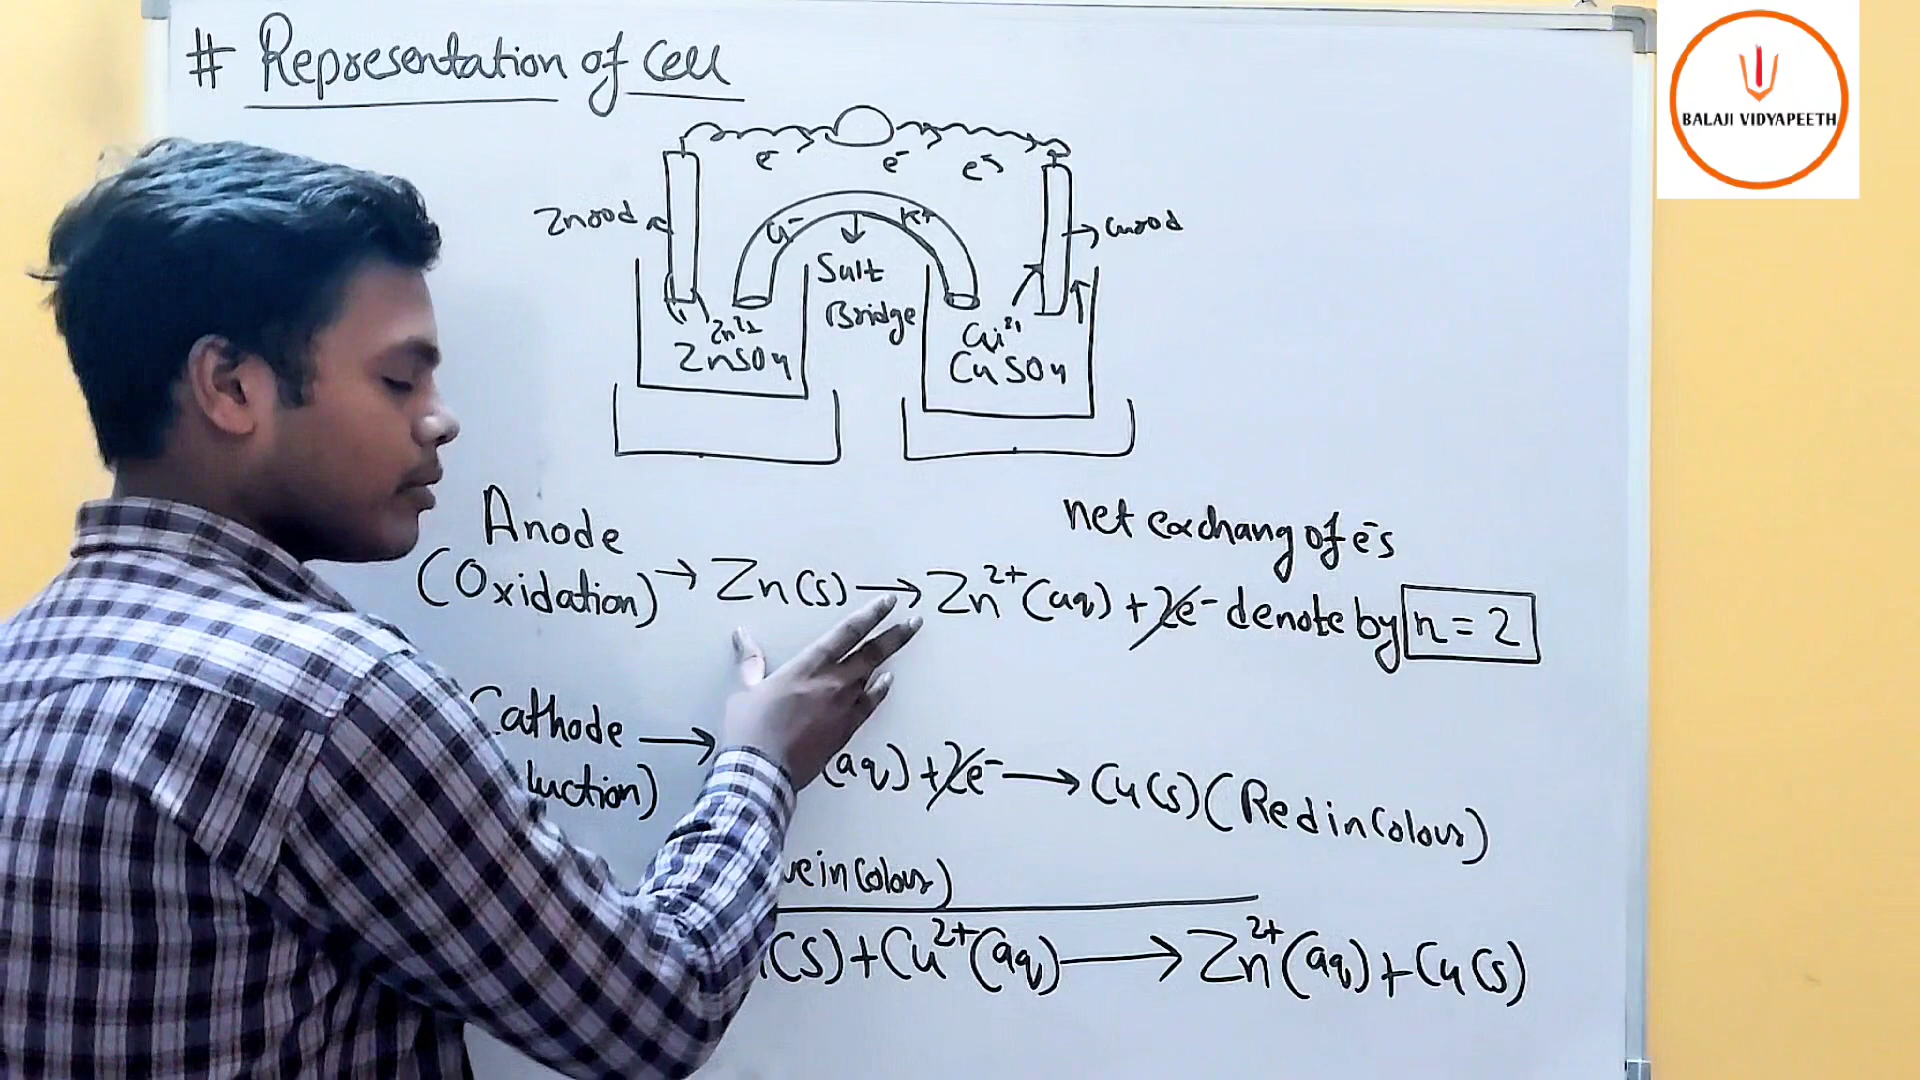 # Representation of Cell
BALAJI VIDYAPEETH
e⁻ e⁻ e⁻s
Zn rod
Cl⁻ K⁺
Cu rod
Salt
Bridge
Zn²⁺
ZnSO₄
Cu²⁺
CuSO₄
Anode
net exchang of e⁻s
(Oxidation) → Zn(s) → Zn²⁺(aq) + 2e⁻ denote by n = 2
Cathode →
(aq) + 2e⁻ → Cu(s) (Red in Colour)
in Colour)
(s) + Cu²⁺(aq) → Zn²⁺(aq) + Cu(s)